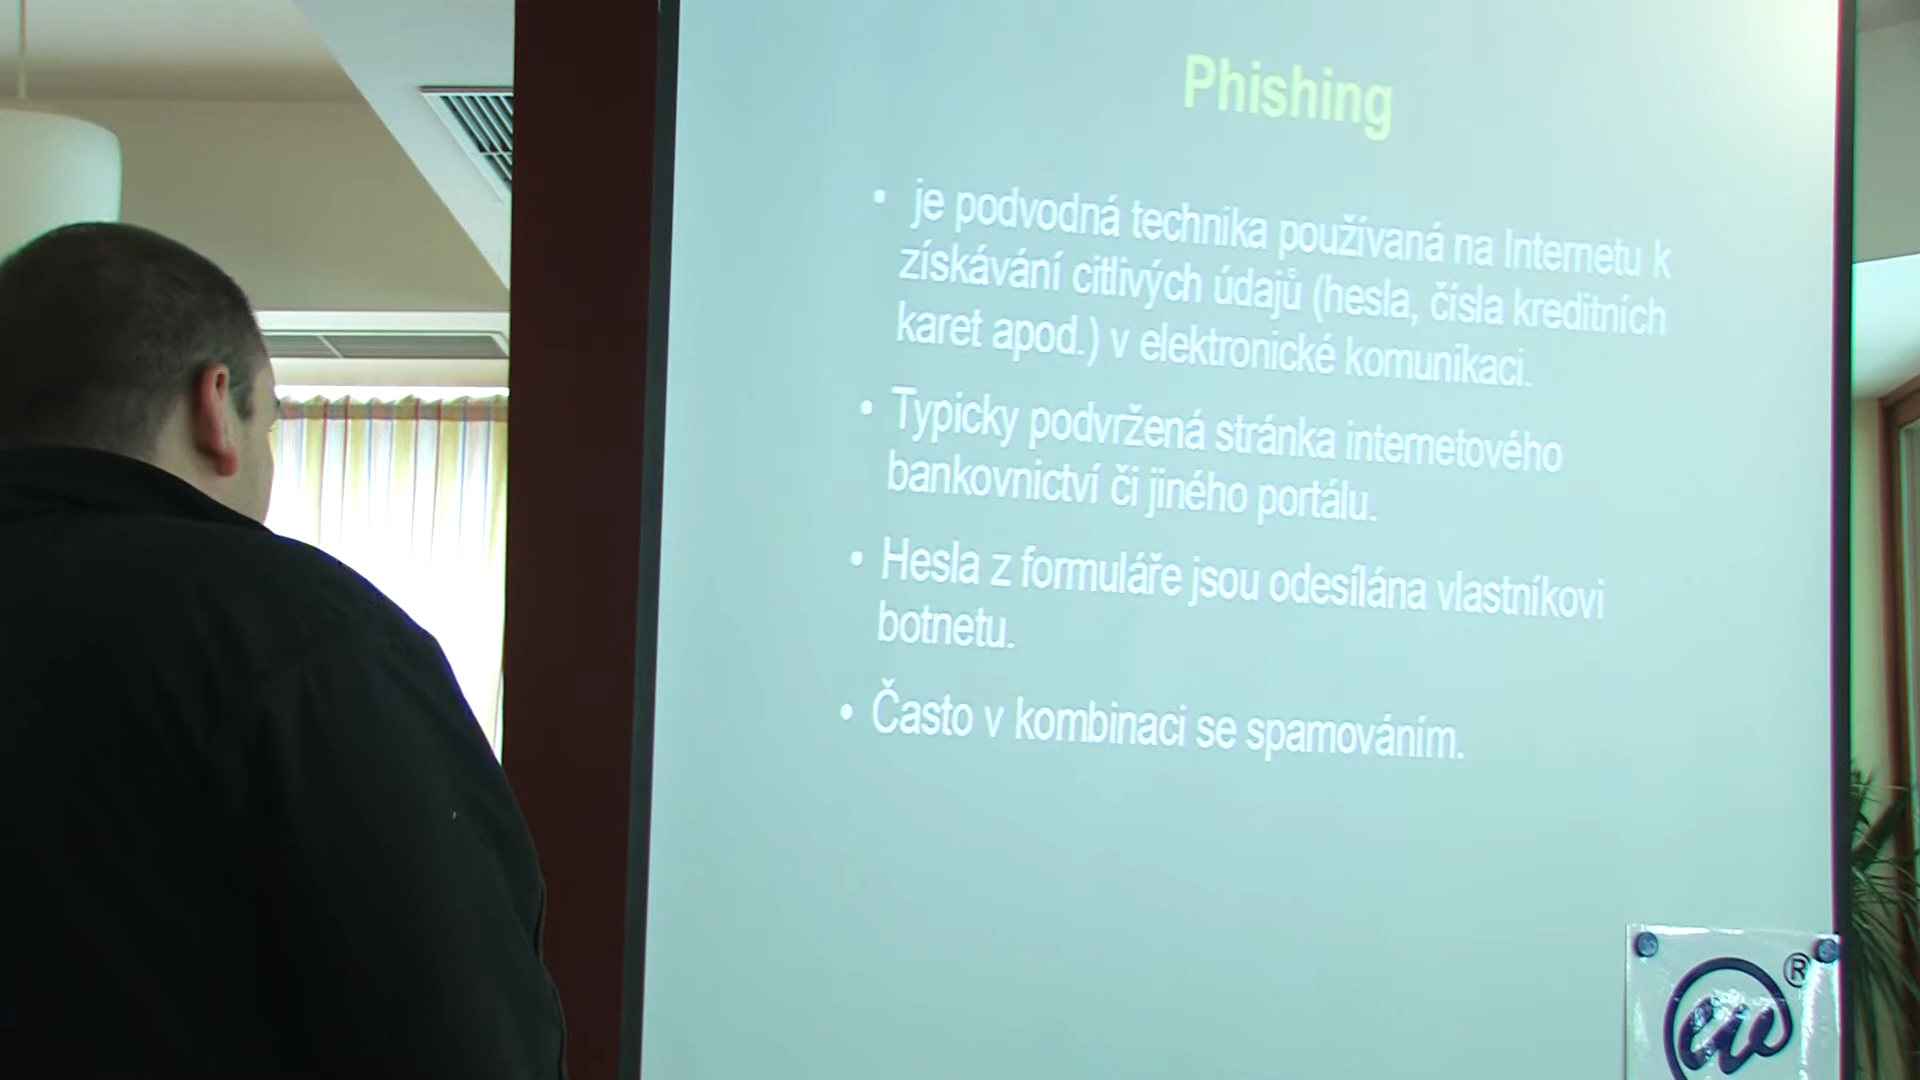 Phishing
• je podvodná technika používaná na Internetu k
získávání citlivých údajů (hesla, čísla kreditních
karet apod.) v elektronické komunikaci.
• Typicky podvržená stránka internetového
bankovnictví či jiného portálu.
• Hesla z formuláře jsou odesílána vlastníkovi
botnetu.
• Často v kombinaci se spamováním.
®